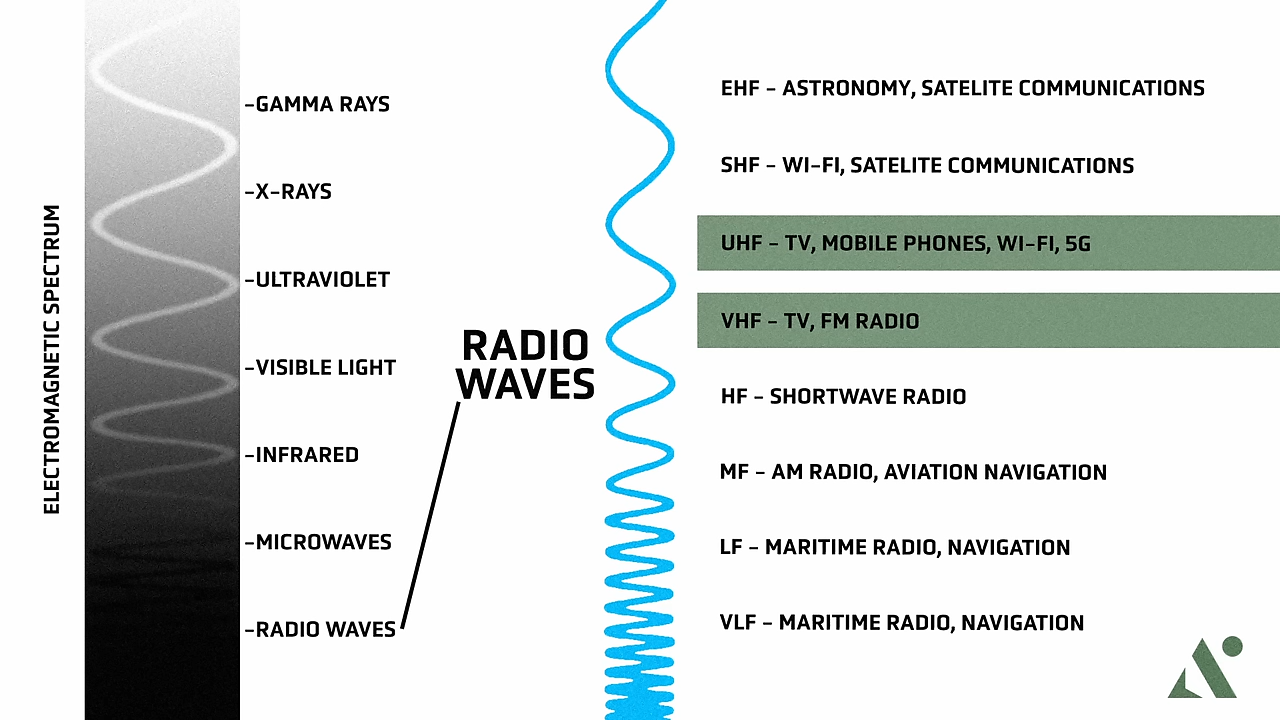 ELECTROMAGNETIC SPECTRUM
-GAMMA RAYS
-X-RAYS
-ULTRAVIOLET
-VISIBLE LIGHT
-INFRARED
-MICROWAVES
-RADIO WAVES
RADIO
WAVES
EHF - ASTRONOMY, SATELITE COMMUNICATIONS
SHF - WI-FI, SATELITE COMMUNICATIONS
UHF - TV, MOBILE PHONES, WI-FI, 5G
VHF - TV, FM RADIO
HF - SHORTWAVE RADIO
MF - AM RADIO, AVIATION NAVIGATION
LF - MARITIME RADIO, NAVIGATION
VLF - MARITIME RADIO, NAVIGATION